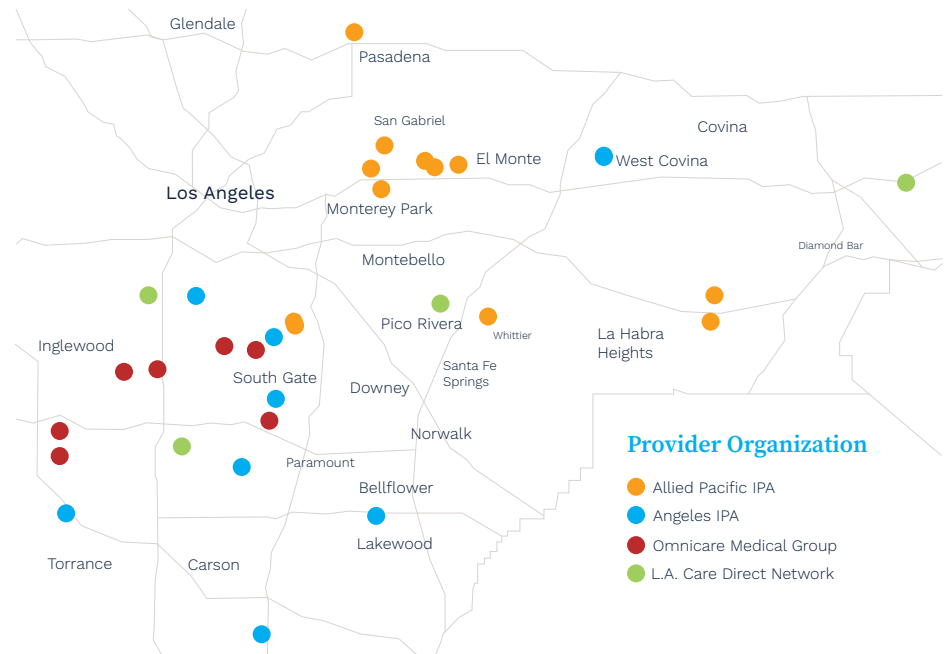 Glendale
Pasadena
San Gabriel
Covina
El Monte
West Covina
Los Angeles
Monterey Park
Diamond Bar
Montebello
Pico Rivera
Whittier
La Habra
Heights
Inglewood
Santa Fe
Springs
South Gate
Downey
Norwalk
Provider Organization
Paramount
Bellflower
Allied Pacific IPA
Angeles IPA
Lakewood
Omnicare Medical Group
Torrance
Carson
L.A. Care Direct Network